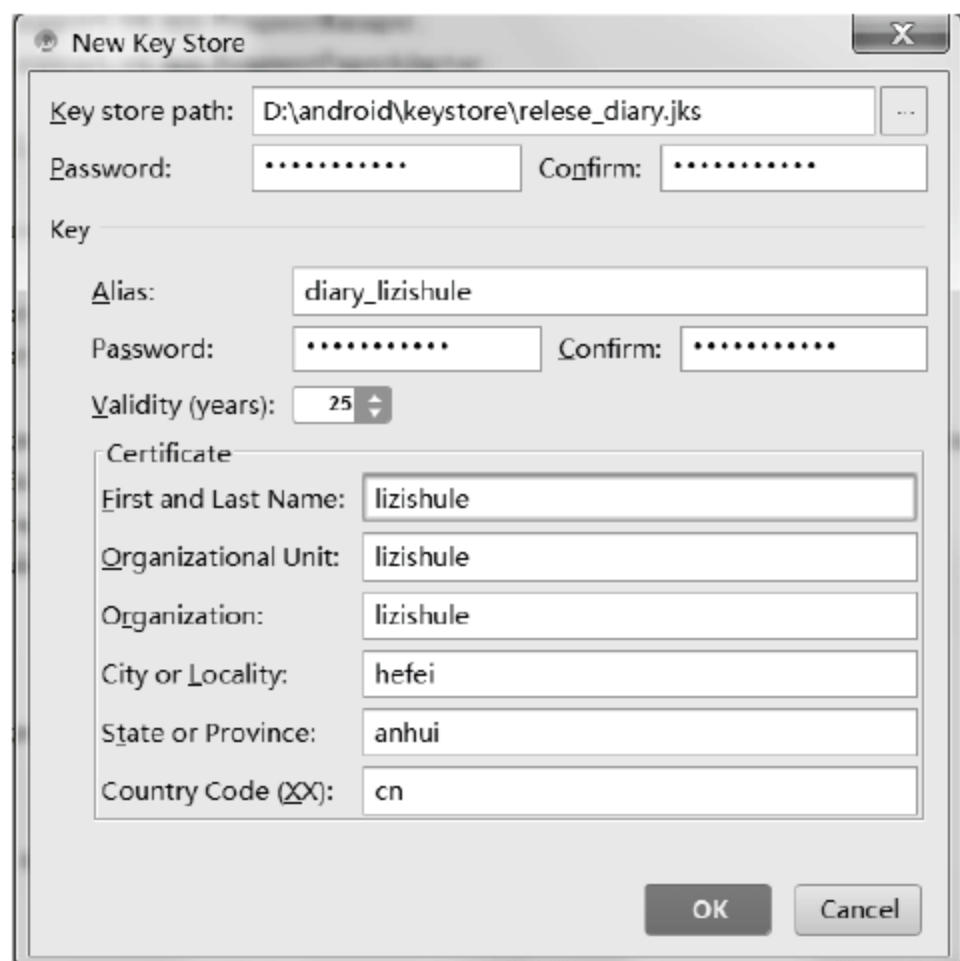 New Key Store
Key store path: D:\android\keystore\relese_diary.jks ...
Password: ••••••••••• Confirm: •••••••••••
Key
Alias: diary_lizishule
Password: ••••••••••• Confirm: •••••••••••
Validity (years): 25
Certificate
First and Last Name: lizishule
Organizational Unit: lizishule
Organization: lizishule
City or Locality: hefei
State or Province: anhui
Country Code (XX): cn
OK Cancel